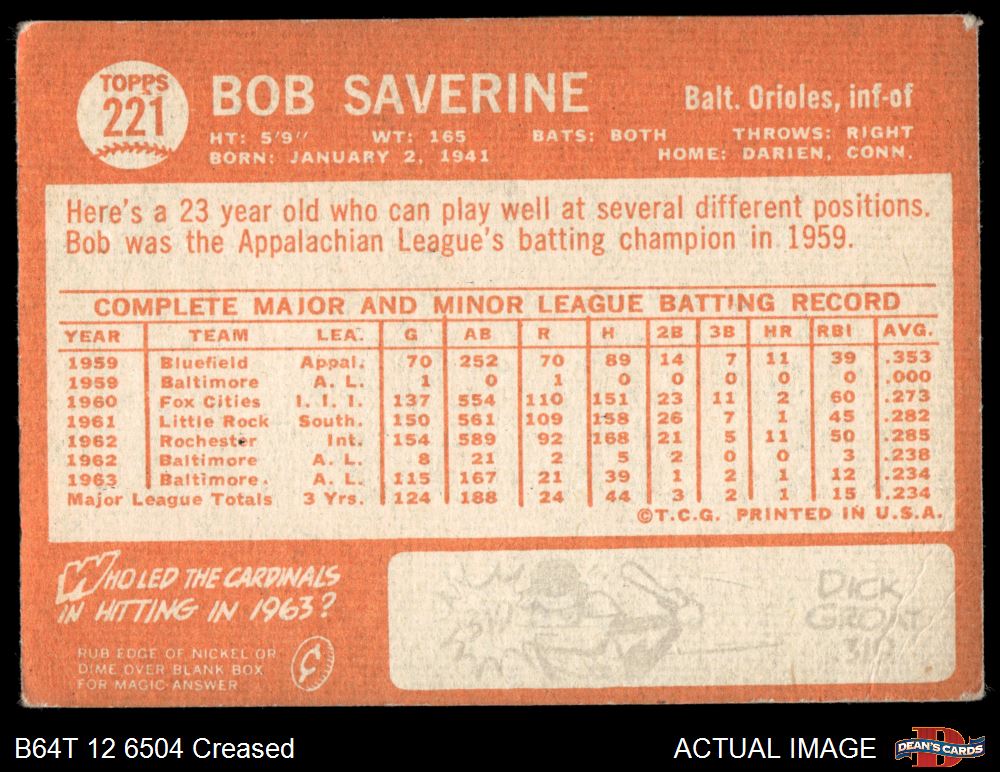 TOPPS
221
BOB SAVERINE
Balt. Orioles, inf-of
HT: 5'9" WT: 165 BATS: BOTH THROWS: RIGHT
BORN: JANUARY 2, 1941 HOME: DARIEN, CONN.
Here's a 23 year old who can play well at several different positions.
Bob was the Appalachian League's batting champion in 1959.
COMPLETE MAJOR AND MINOR LEAGUE BATTING RECORD
YEAR TEAM LEA. G AB R H 2B 3B HR RBI AVG.
1959 Bluefield Appal. 70 252 70 89 14 7 11 39 .353
1959 Baltimore A. L. 1 0 1 0 0 0 0 0 .000
1960 Fox Cities I. I. I. 137 554 110 151 23 11 2 60 .273
1961 Little Rock South. 150 561 109 158 26 7 1 45 .282
1962 Rochester Int. 154 589 92 168 21 5 11 50 .285
1962 Baltimore A. L. 8 21 2 5 2 0 0 3 .238
1963 Baltimore. A. L. 115 167 21 39 1 2 1 12 .234
Major League Totals 3 Yrs. 124 188 24 44 3 2 1 15 .234
©T.C.G. PRINTED IN U.S.A.
WHO LED THE CARDINALS
IN HITTING IN 1963?
RUB EDGE OF NICKEL OR
DIME OVER BLANK BOX
FOR MAGIC ANSWER
¢
DICK
GROAT
319
B64T 12 6504 Creased
ACTUAL IMAGE
DEAN'S CARDS